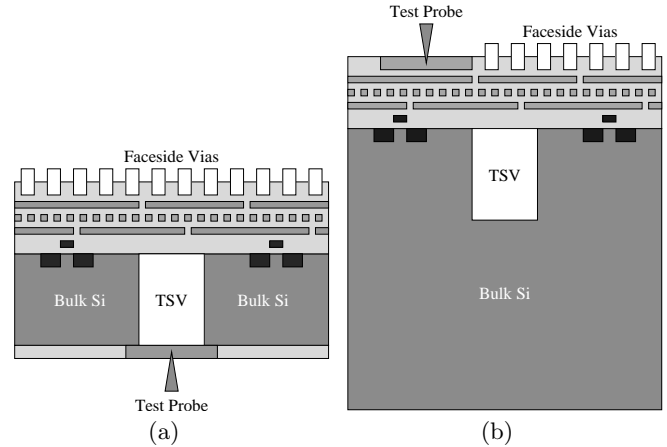 Faceside Vias
Bulk Si
TSV
Bulk Si
Test Probe
(a)
Test Probe
Faceside Vias
TSV
Bulk Si
(b)